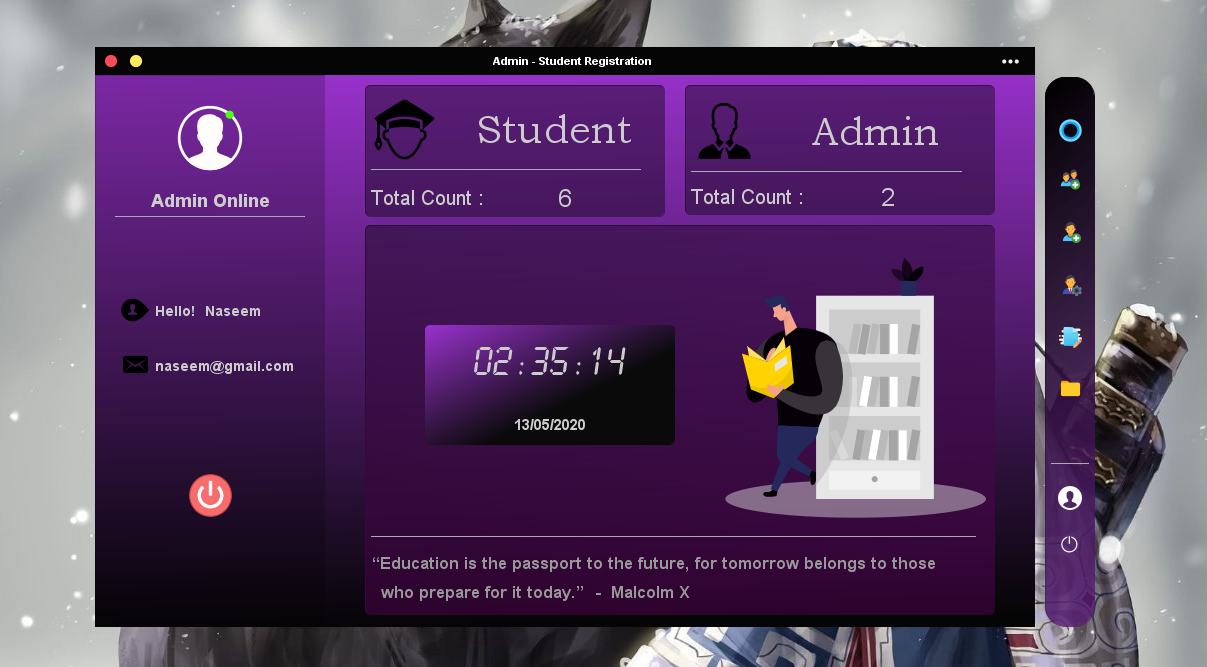 Admin - Student Registration
Admin Online
Hello! Naseem
naseem@gmail.com
Student
Total Count : 6
Admin
Total Count : 2
02:35:14
13/05/2020
“Education is the passport to the future, for tomorrow belongs to those
who prepare for it today.” - Malcolm X